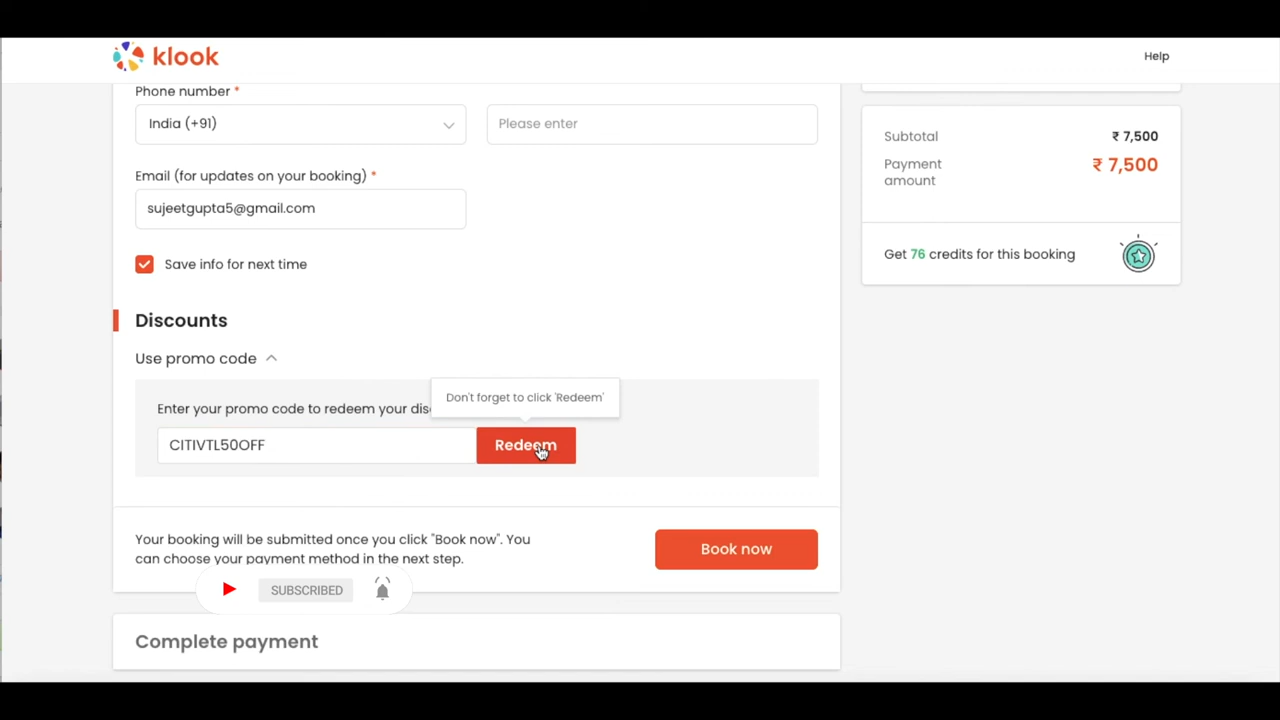 klook
Help
Phone number *
India (+91)
Please enter
Email (for updates on your booking) *
sujeetgupta5@gmail.com
Save info for next time
Discounts
Use promo code
Don't forget to click 'Redeem'
Enter your promo code to redeem your
CITIVTL50OFF
Redeem
Your booking will be submitted once you click "Book now". You
can choose your payment method in the next step.
Book now
SUBSCRIBED
Complete payment
Subtotal
₹ 7,500
Payment
amount
₹ 7,500
Get 76 credits for this booking